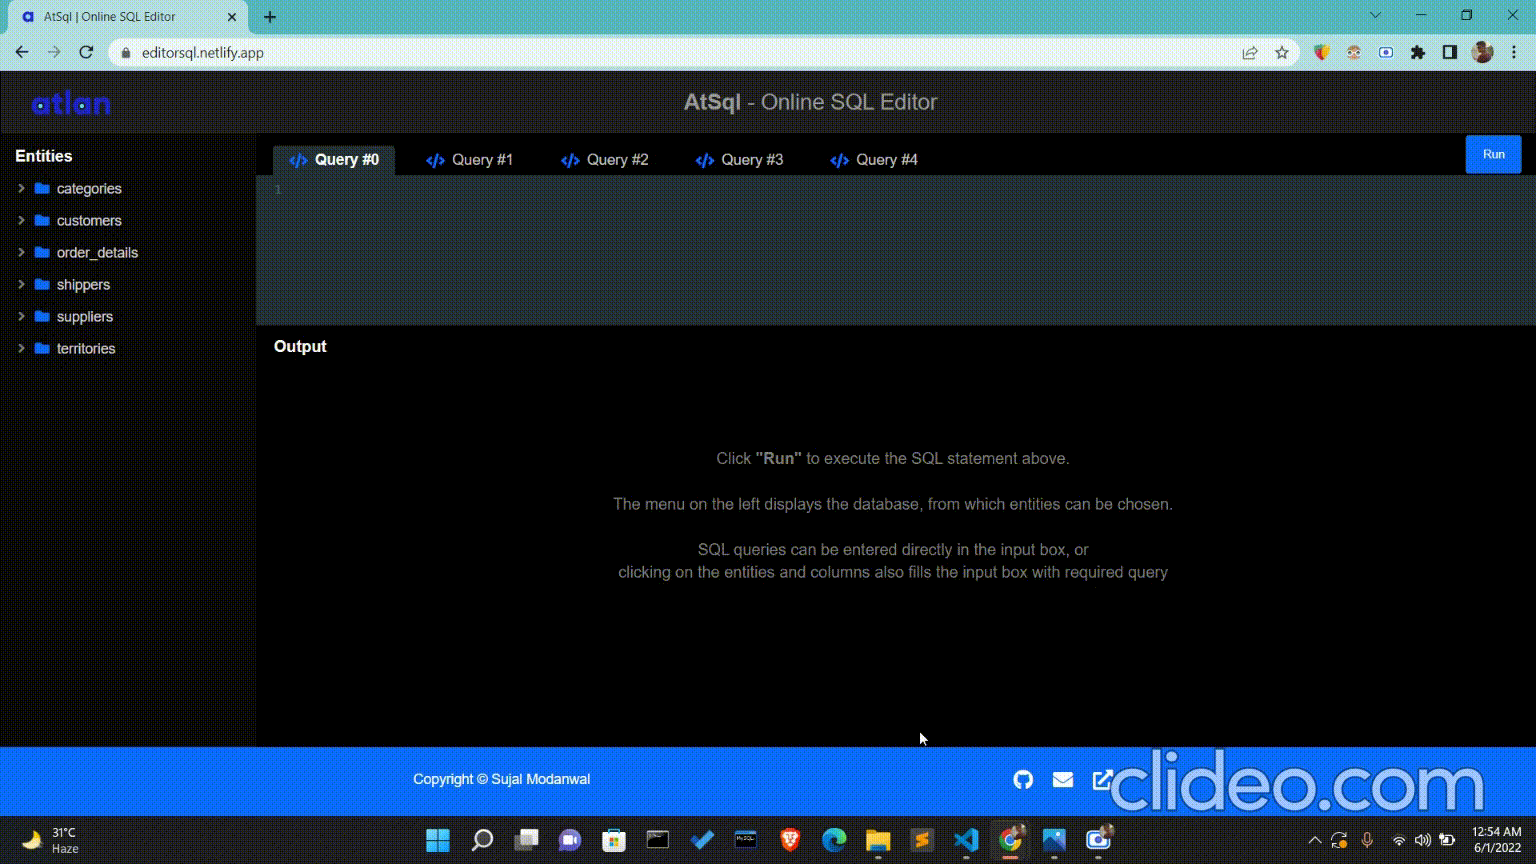 AtSql | Online SQL Editor
editorsql.netlify.app
atlan
AtSql - Online SQL Editor
Entities
categories
customers
order_details
shippers
suppliers
territories
Query #0
Query #1
Query #2
Query #3
Query #4
Run
1
Output
Click "Run" to execute the SQL statement above.
The menu on the left displays the database, from which entities can be chosen.
SQL queries can be entered directly in the input box, or
clicking on the entities and columns also fills the input box with required query
Copyright © Sujal Modanwal
clideo.com
31°C
Haze
12:54 AM
6/1/2022